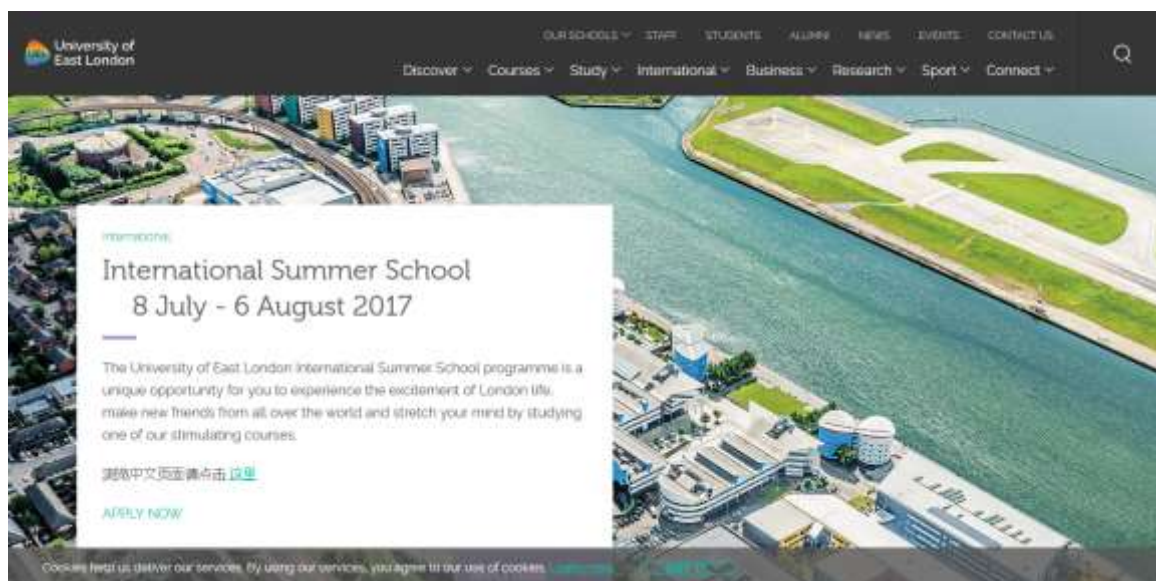 University of
East London
OUR SCHOOLS STAFF STUDENTS ALUMNI NEWS EVENTS CONTACT US
Discover Courses Study International Business Research Sport Connect
International
International Summer School
8 July - 6 August 2017
The University of East London International Summer School programme is a
unique opportunity for you to experience the excitement of London life,
make new friends from all over the world and stretch your mind by studying
one of our stimulating courses.
浏览中文页面请点击 这里
APPLY NOW
Cookies help us deliver our services. By using our services, you agree to our use of cookies. Learn more